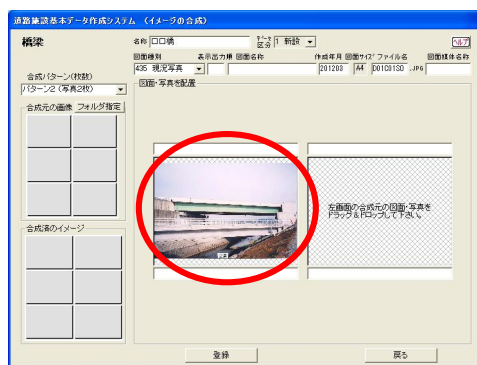 道路施設基本データ作成システム （イメージの合成）
橋梁
名称 口口橋
データ区分 1 新設
ヘルプ
図面種別 表示出力順 図面名称 作成年月 図面サイズ ファイル名 図面媒体名称
435 現況写真 201203 A4 D01C81S0 .JPG
合成パターン(枚数)
パターン2 (写真2枚)
図面・写真を配置
合成元の画像 フォルダ指定
左画面の合成元の図面・写真を
ドラッグ＆ドロップして下さい。
合成済のイメージ
登録 戻る